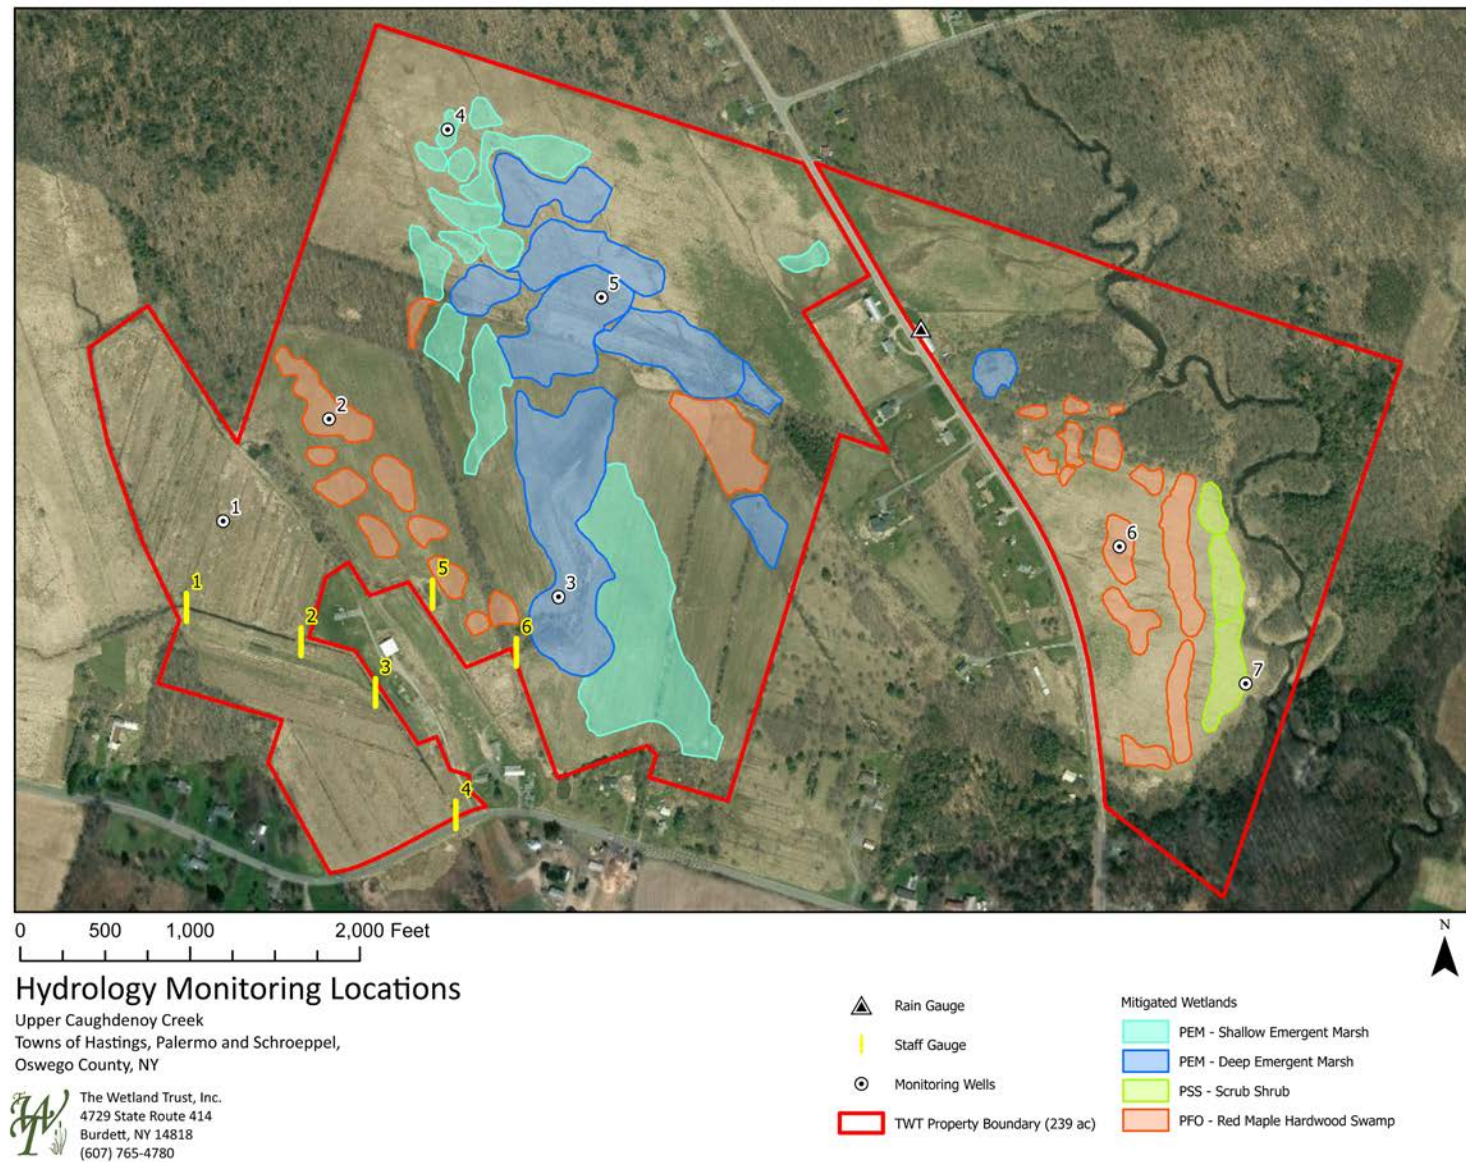 4
5
2
1
1
2
3
4
5
6
3
6
7
0 500 1,000 2,000 Feet
N
Hydrology Monitoring Locations
Upper Caughdenoy Creek
Towns of Hastings, Palermo and Schroeppel,
Oswego County, NY
The Wetland Trust, Inc.
4729 State Route 414
Burdett, NY 14818
(607) 765-4780
Rain Gauge
Staff Gauge
Monitoring Wells
TWT Property Boundary (239 ac)
Mitigated Wetlands
PEM - Shallow Emergent Marsh
PEM - Deep Emergent Marsh
PSS - Scrub Shrub
PFO - Red Maple Hardwood Swamp